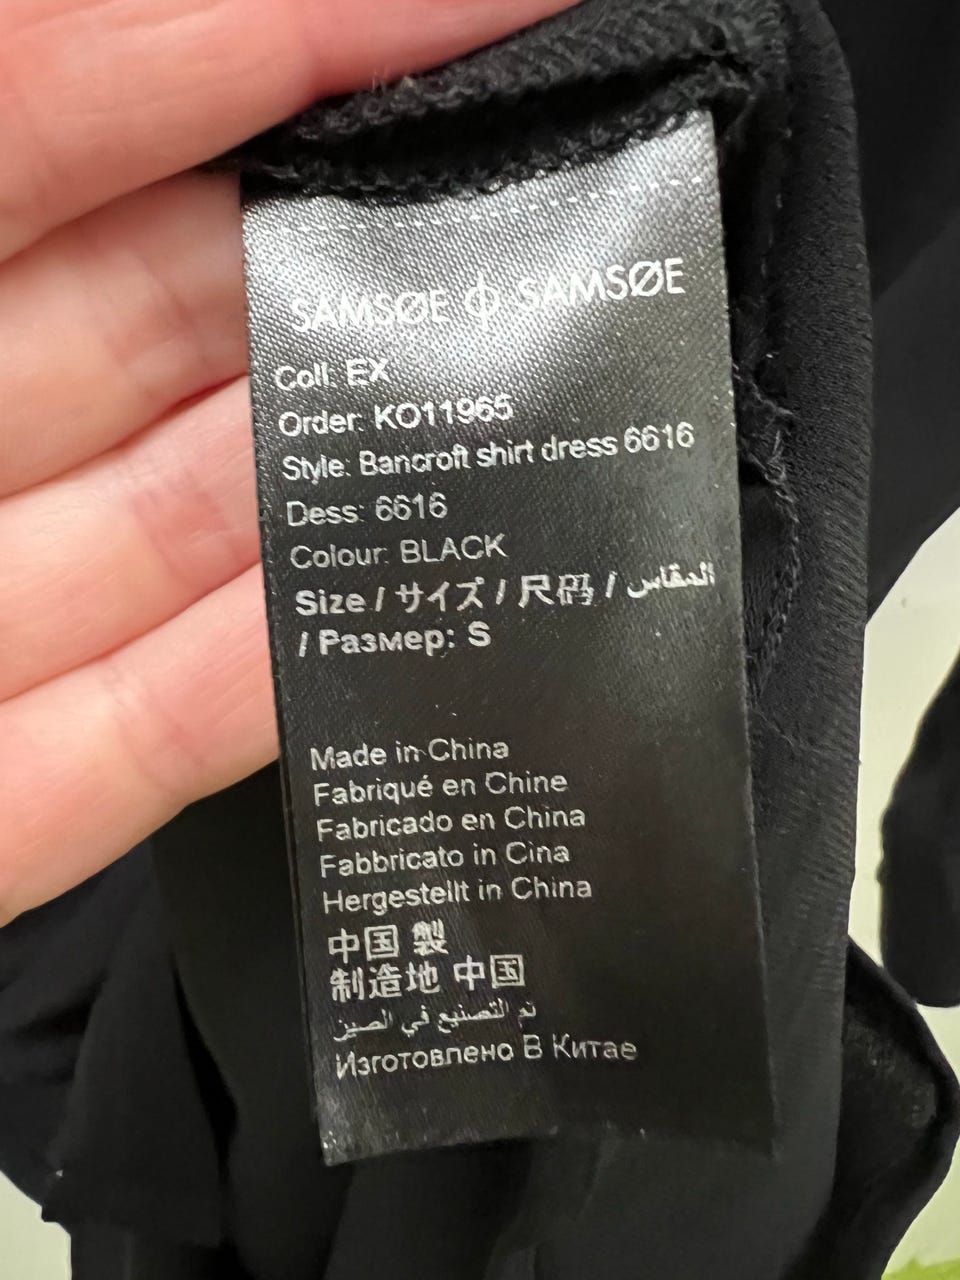 SAMSØE ɸ SAMSØE
Coll: EX
Order: KO11965
Style: Bancroft shirt dress 6616
Dess: 6616
Colour: BLACK
Size / サイズ / 尺码 / المقاس
/ Размер: S
Made in China
Fabriqué en Chine
Fabricado en China
Fabbricato in Cina
Hergestellt in China
中国 製
制造地 中国
تم التصنيع في الصين
Изготовлено В Китае